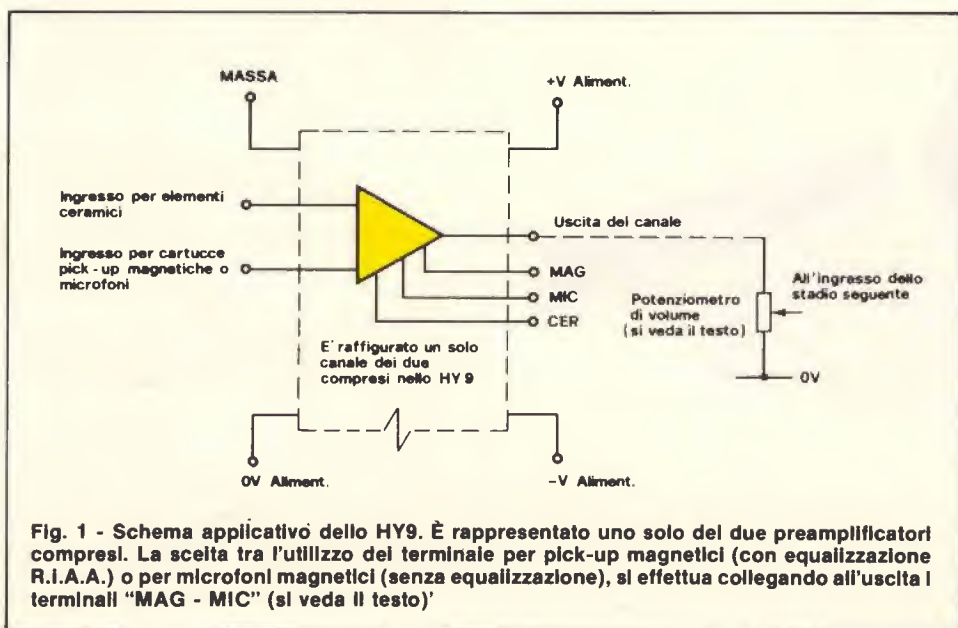 MASSA
+V Aliment.
Ingresso per elementi
ceramici
Ingresso per cartucce
pick-up magnetiche o
microfoni
Uscita del canale
MAG
MIC
CER
Potenziometro
di volume
(si veda il testo)
All'ingresso dello
stadio seguente
0V
E' raffigurato un solo
canale dei due
compresi nello HY9
0V Aliment.
-V Aliment.
Fig. 1 - Schema applicativo dello HY9. È rappresentato uno solo dei due preamplificatori
compresi. La scelta tra l'utilizzo del terminale per pick-up magnetici (con equalizzazione
R.I.A.A.) o per microfoni magnetici (senza equalizzazione), si effettua collegando all'uscita i
terminali "MAG - MIC" (si veda il testo)'